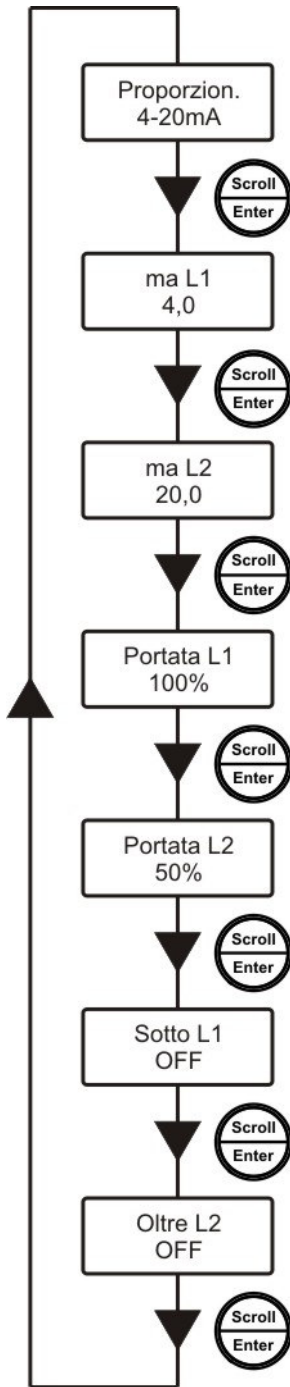 Proporzion.
4-20mA
Scroll
Enter
ma L1
4,0
Scroll
Enter
ma L2
20,0
Scroll
Enter
Portata L1
100%
Scroll
Enter
Portata L2
50%
Scroll
Enter
Sotto L1
OFF
Scroll
Enter
Oltre L2
OFF
Scroll
Enter